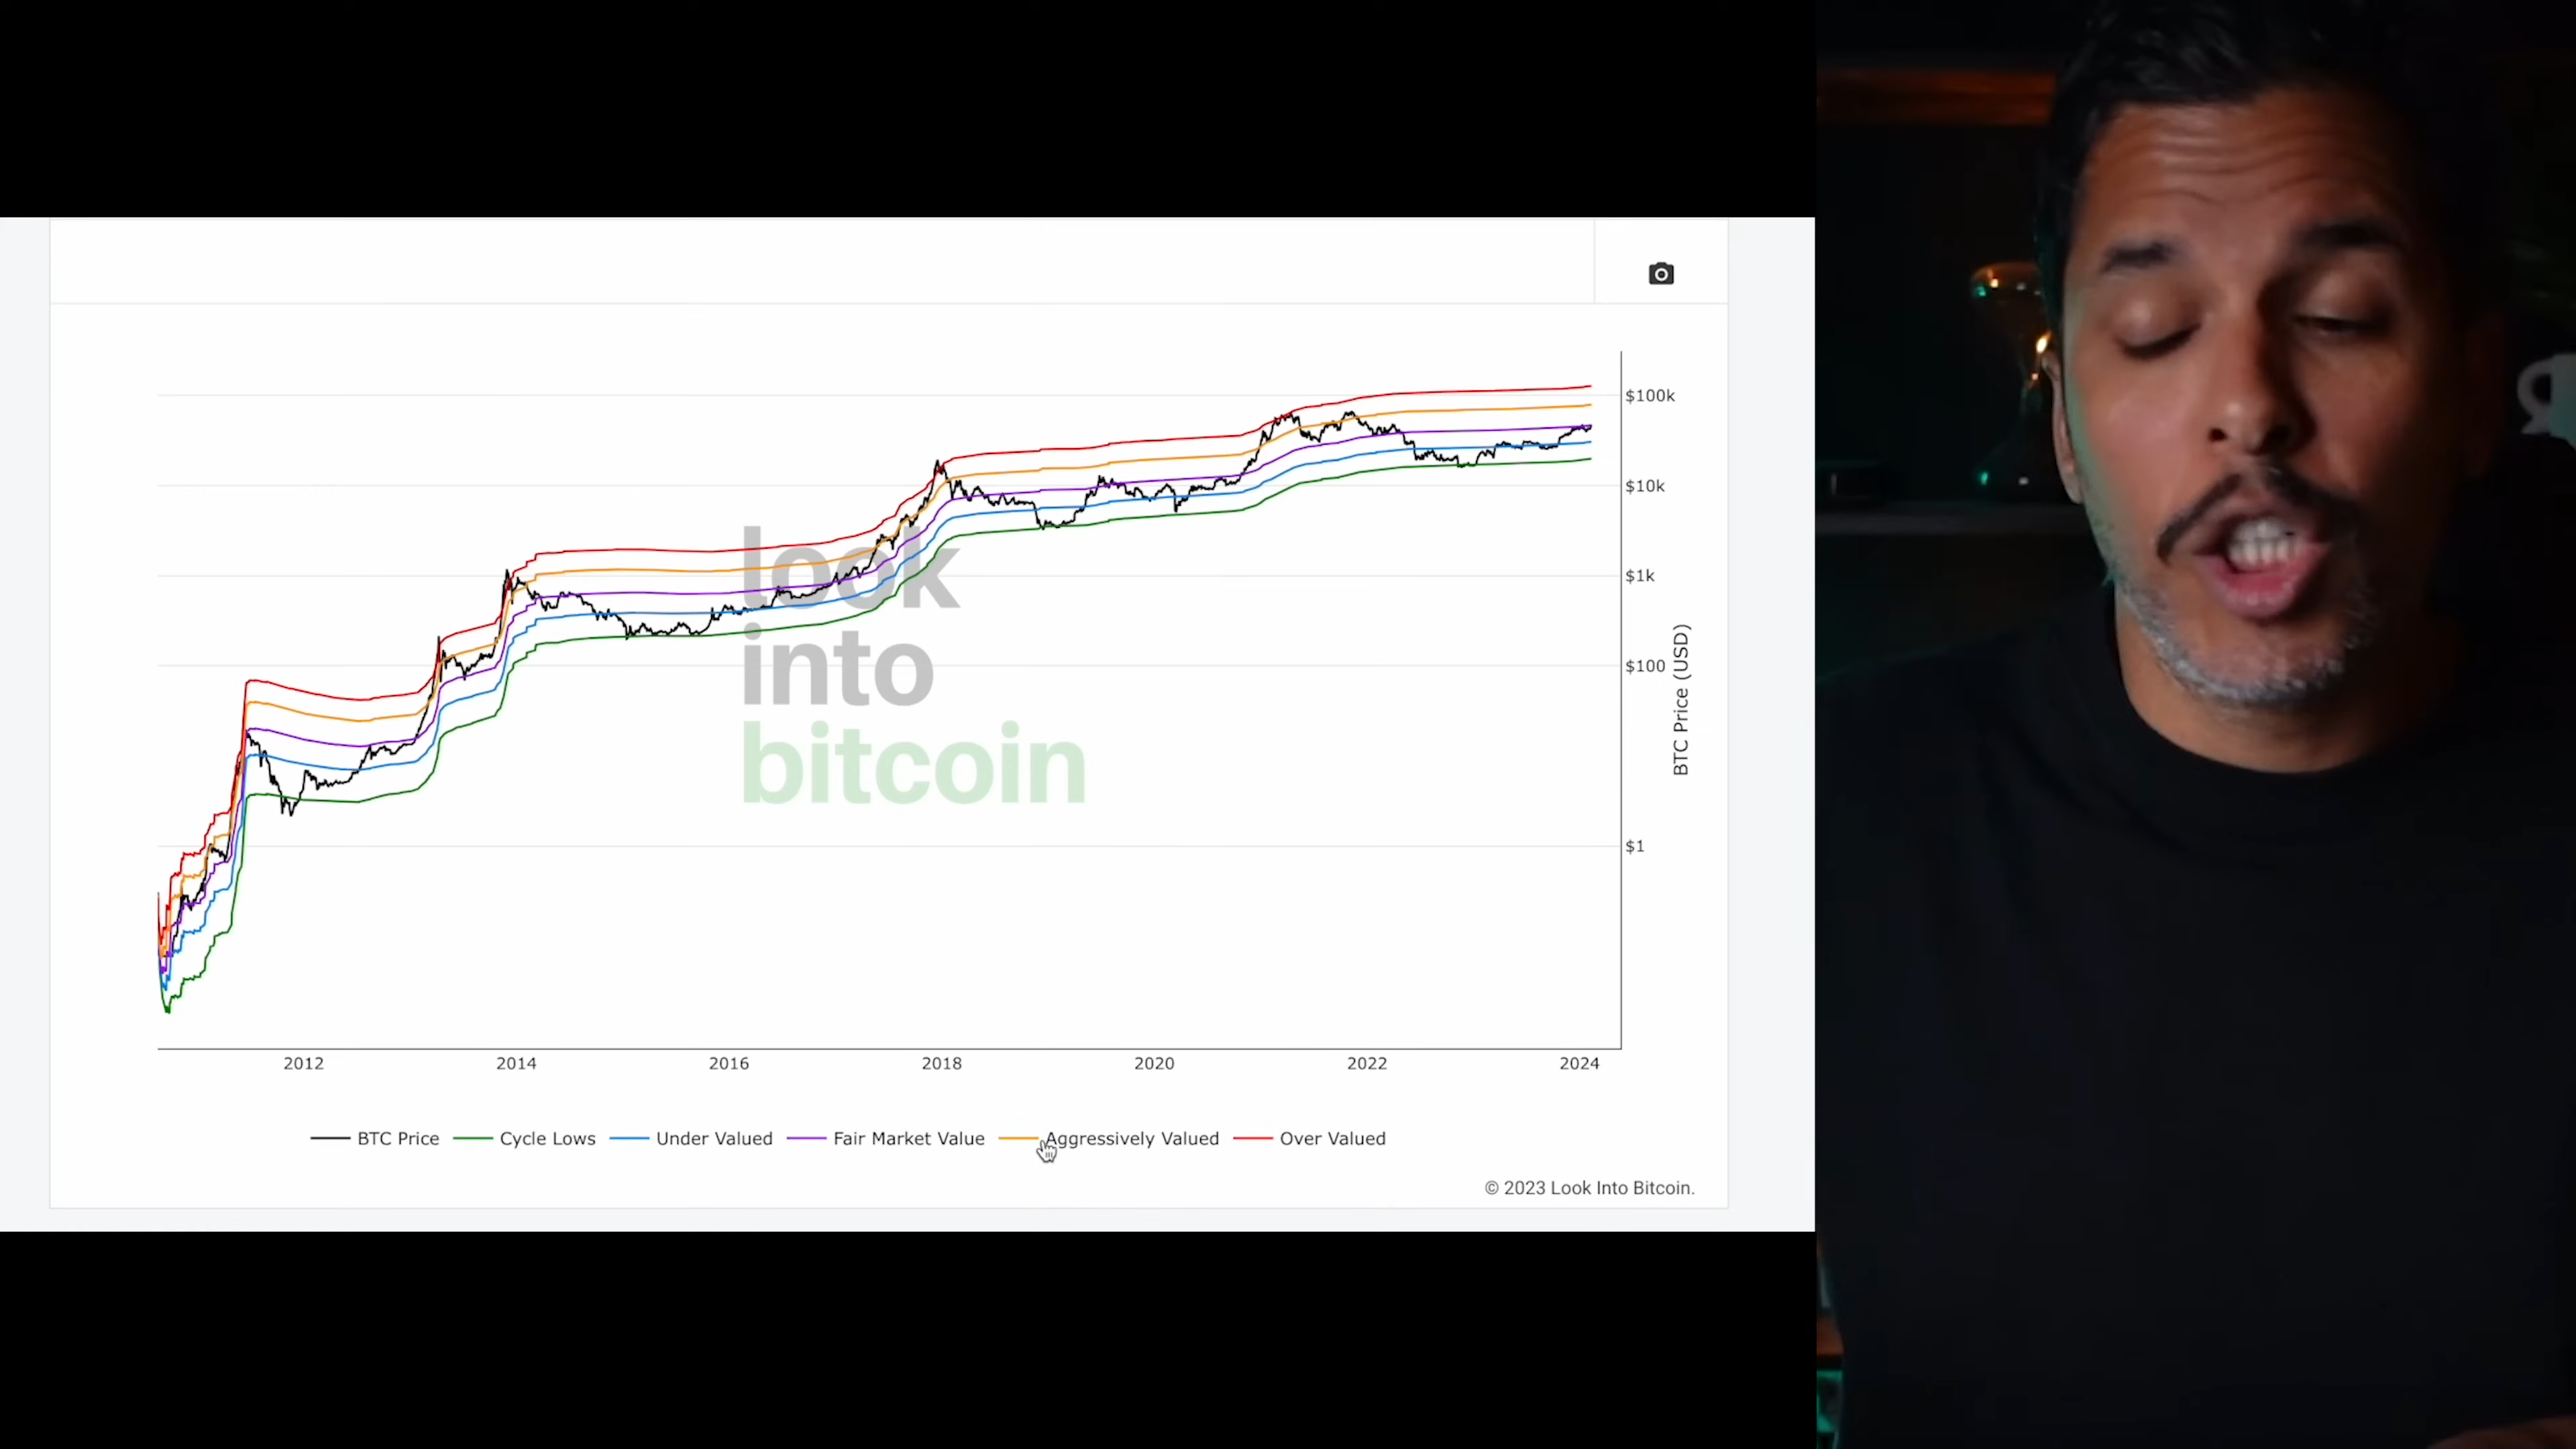 $100k
$10k
$1k
$100
$1
BTC Price (USD)
look
into
bitcoin
2012 2014 2016 2018 2020 2022 2024
BTC Price Cycle Lows Under Valued Fair Market Value Aggressively Valued Over Valued
© 2023 Look Into Bitcoin.